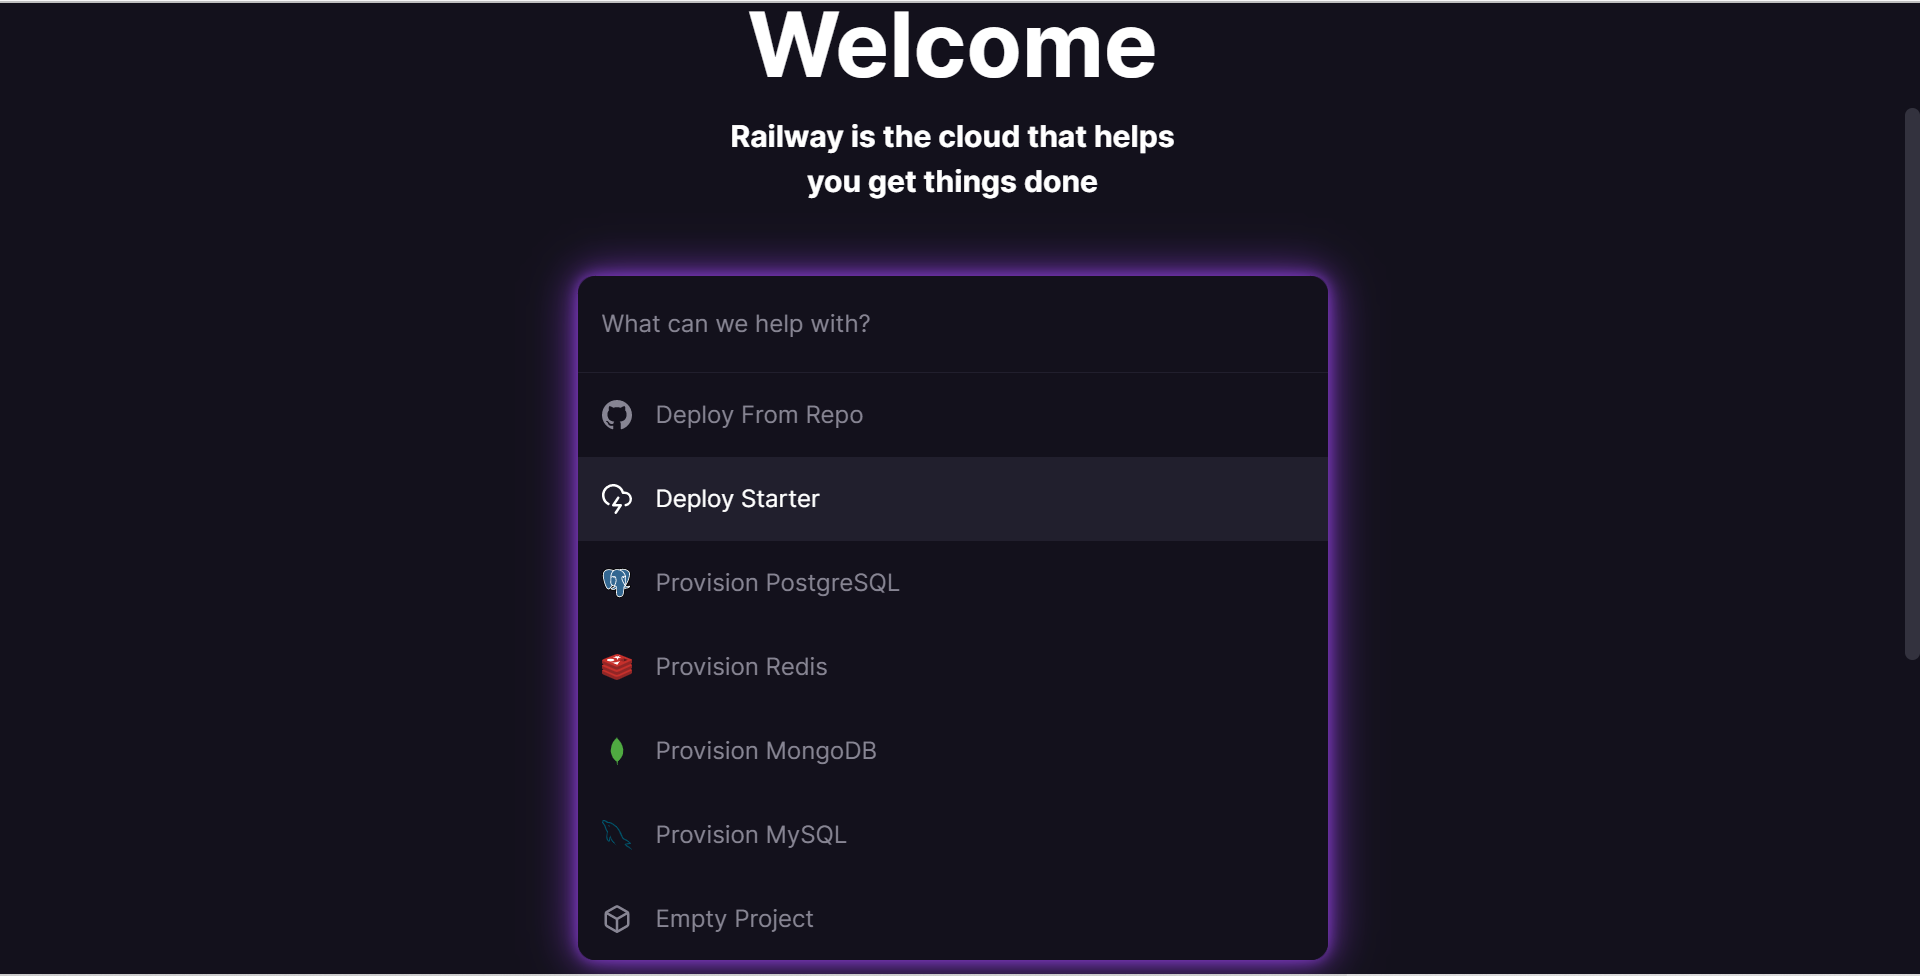 Welcome
Railway is the cloud that helps
you get things done
What can we help with?
Deploy From Repo
Deploy Starter
Provision PostgreSQL
Provision Redis
Provision MongoDB
Provision MySQL
Empty Project